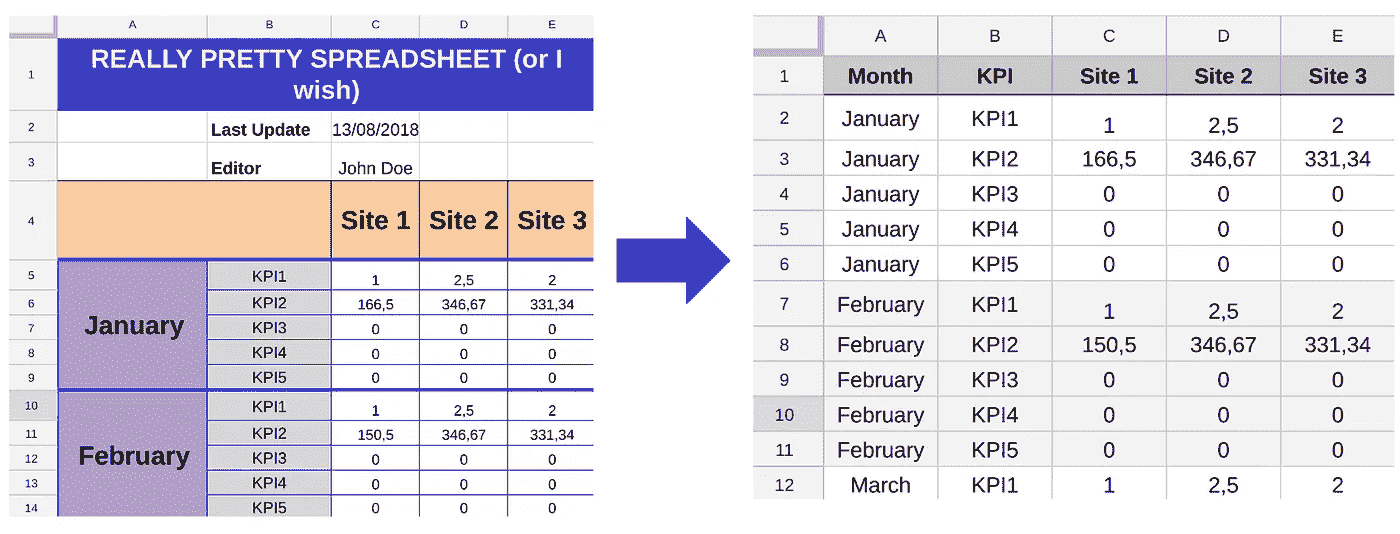 A B C D E
1 REALLY PRETTY SPREADSHEET (or I
wish)
2 Last Update 13/08/2018
3 Editor John Doe
4 Site 1 Site 2 Site 3
5 KPI1 1 2,5 2
6 KPI2 166,5 346,67 331,34
January
7 KPI3 0 0 0
8 KPI4 0 0 0
9 KPI5 0 0 0
10 KPI1 1 2,5 2
11 KPI2 150,5 346,67 331,34
February
12 KPI3 0 0 0
13 KPI4 0 0 0
14 KPI5 0 0 0
A B C D E
1 Month KPI Site 1 Site 2 Site 3
2 January KPI1 1 2,5 2
3 January KPI2 166,5 346,67 331,34
4 January KPI3 0 0 0
5 January KPI4 0 0 0
6 January KPI5 0 0 0
7 February KPI1 1 2,5 2
8 February KPI2 150,5 346,67 331,34
9 February KPI3 0 0 0
10 February KPI4 0 0 0
11 February KPI5 0 0 0
12 March KPI1 1 2,5 2